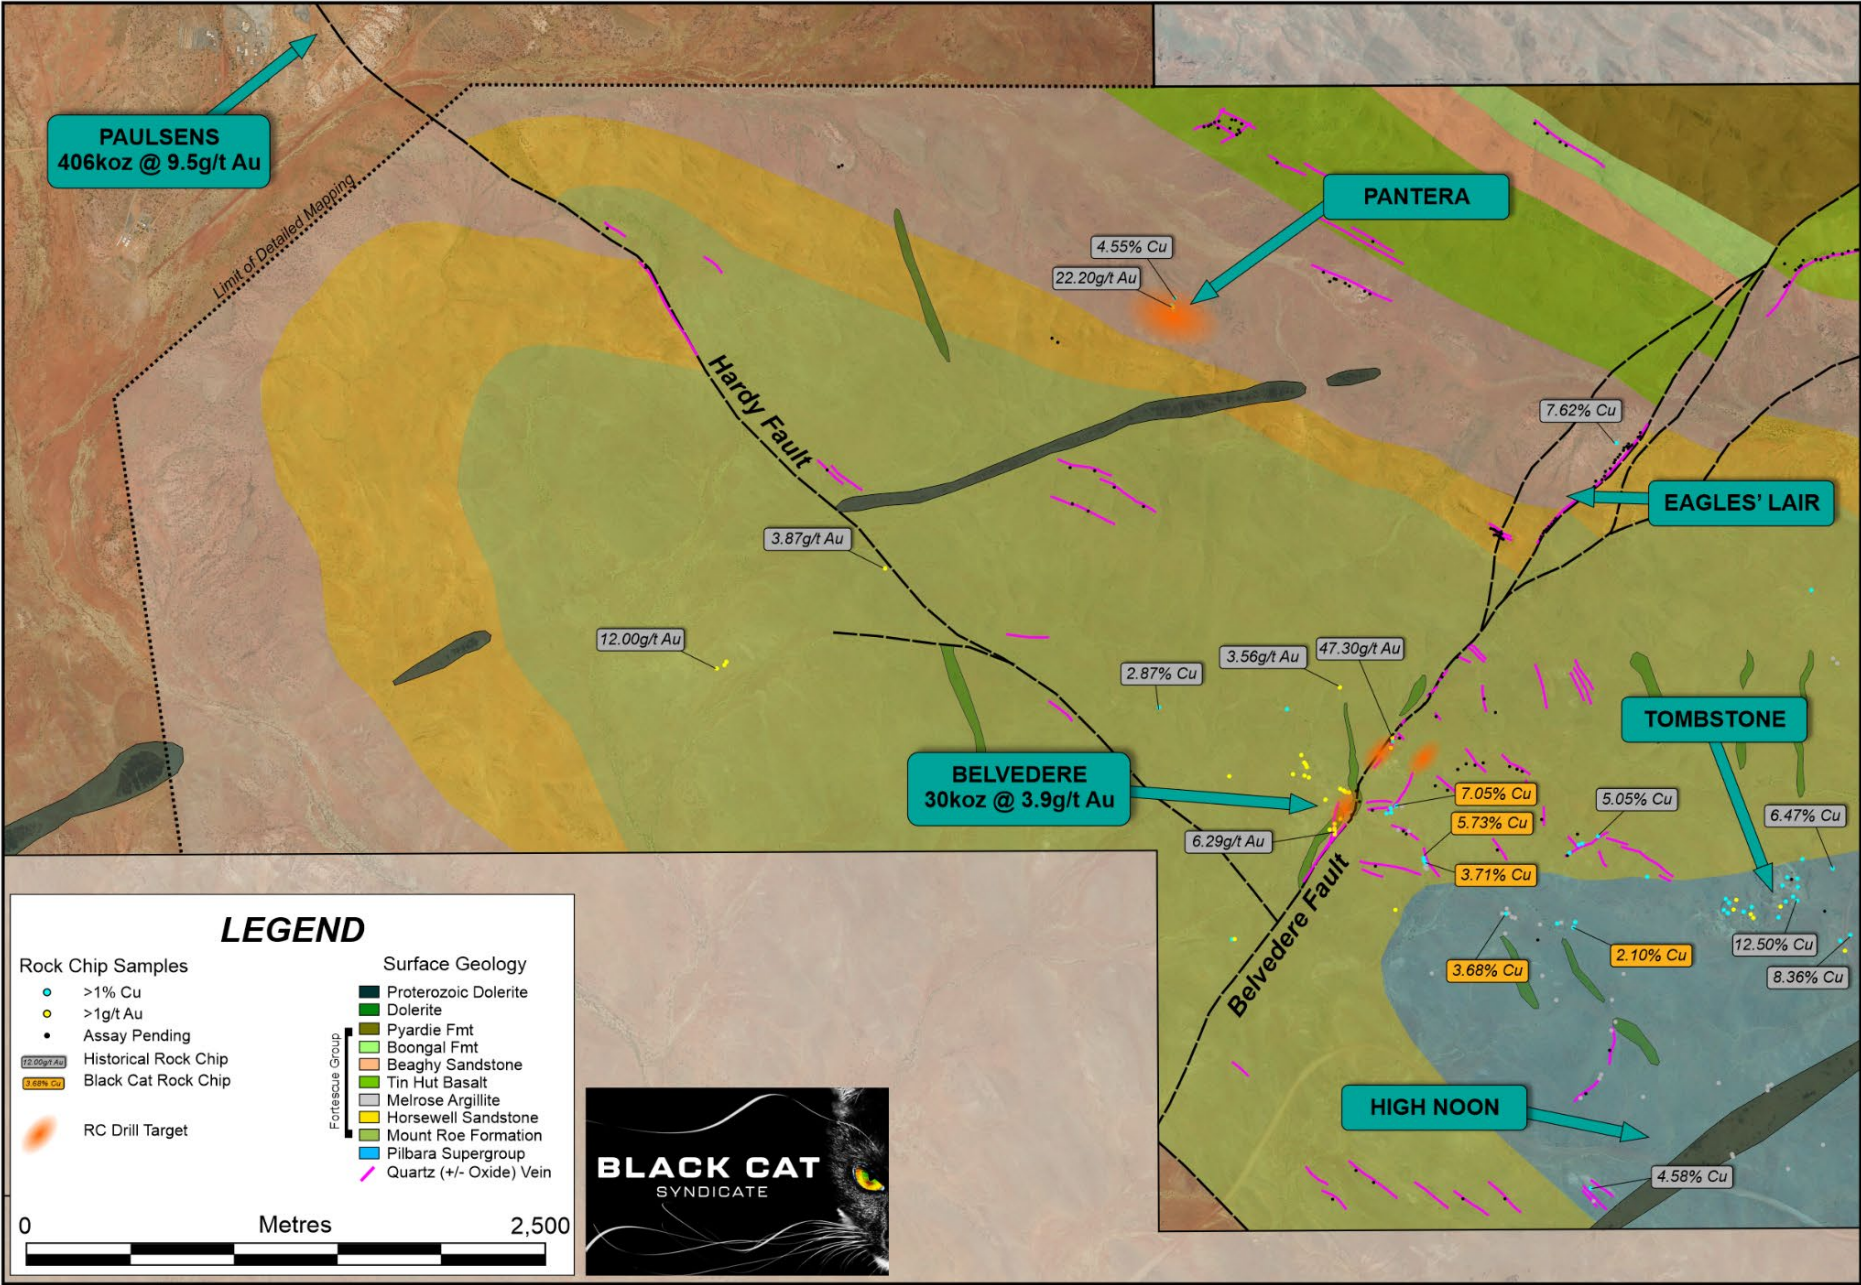 PAULSENS
406koz @ 9.5g/t Au
Limit of Detailed Mapping
PANTERA
4.55% Cu
22.20g/t Au
Hardy Fault
7.62% Cu
EAGLES' LAIR
3.87g/t Au
12.00g/t Au
2.87% Cu
3.56g/t Au
47.30g/t Au
TOMBSTONE
BELVEDERE
30koz @ 3.9g/t Au
7.05% Cu
5.73% Cu
3.71% Cu
5.05% Cu
6.47% Cu
6.29g/t Au
Belvedere Fault
3.68% Cu
2.10% Cu
12.50% Cu
8.36% Cu
HIGH NOON
4.58% Cu
LEGEND
Rock Chip Samples
>1% Cu
>1g/t Au
Assay Pending
12.00g/t Au
Historical Rock Chip
3.68% Cu
Black Cat Rock Chip
RC Drill Target
Surface Geology
Proterozoic Dolerite
Dolerite
Fortescue Group
Pyardie Fmt
Boongal Fmt
Beaghy Sandstone
Tin Hut Basalt
Melrose Argillite
Horsewell Sandstone
Mount Roe Formation
Pilbara Supergroup
Quartz (+/- Oxide) Vein
0
Metres
2,500
BLACK CAT
SYNDICATE